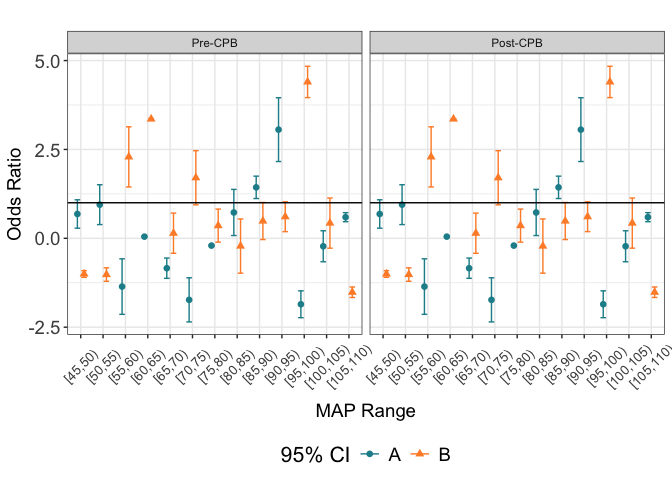 Pre-CPB Post-CPB
5.0
2.5
0.0
-2.5
Odds Ratio
[45,50) [50,55) [55,60) [60,65) [65,70) [70,75) [75,80) [80,85) [85,90) [90,95) [95,100) [100,105) [105,110) [45,50) [50,55) [55,60) [60,65) [65,70) [70,75) [75,80) [80,85) [85,90) [90,95) [95,100) [100,105) [105,110)
MAP Range
95% CI A B